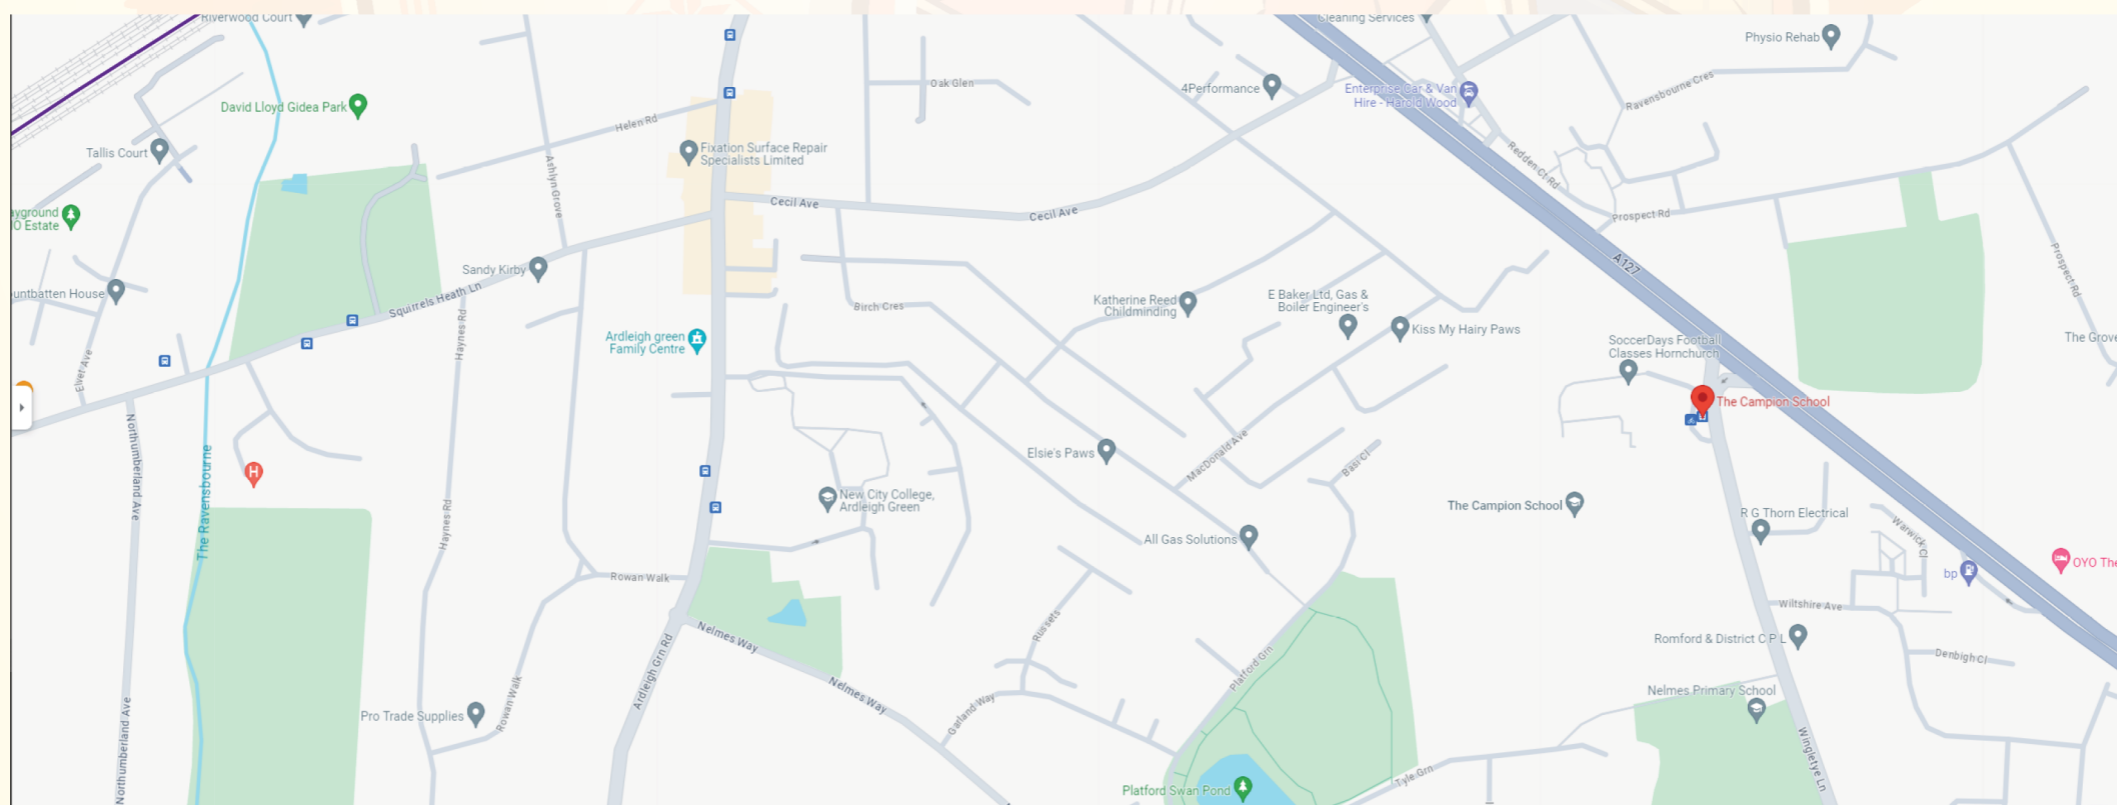 Riverwood Court
Cleaning Services
Physio Rehab
David Lloyd Gidea Park
Oak Glen
4Performance
Enterprise Car & Van
Hire - Harold Wood
Ravensbourne Cres
Helen Rd
Tallis Court
Fixation Surface Repair
Specialists Limited
Ashlyn Grove
Redden Ct Rd
Cecil Ave
Cecil Ave
Prospect Rd
Prospect Rd
yground
O Estate
A127
Sandy Kirby
untbatten House
Squirrels Heath Ln
Birch Cres
Katherine Reed
Childminding
E Baker Ltd, Gas &
Boiler Engineer's
Kiss My Hairy Paws
Haynes Rd
Ardleigh green
Family Centre
SoccerDays Football
Classes Hornchurch
The Grove
Elvet Ave
The Campion School
Northumberland Ave
The Ravensbourne
H
Elsie's Paws
MacDonald Ave
Basi Cl
New City College,
Ardleigh Green
The Campion School
R G Thorn Electrical
Haynes Rd
Warwick Cl
All Gas Solutions
OYO The
bp
Rowan Walk
Wiltshire Ave
Nelmes Way
Russets
Romford & District C P L
Ardleigh Grn Rd
Denbigh Cl
Platford Grn
Nelmes Way
Nelmes Primary School
Rowan Walk
Garland Way
Pro Trade Supplies
Northumberland Ave
Wingletye Ln
Tyle Grn
Platford Swan Pond